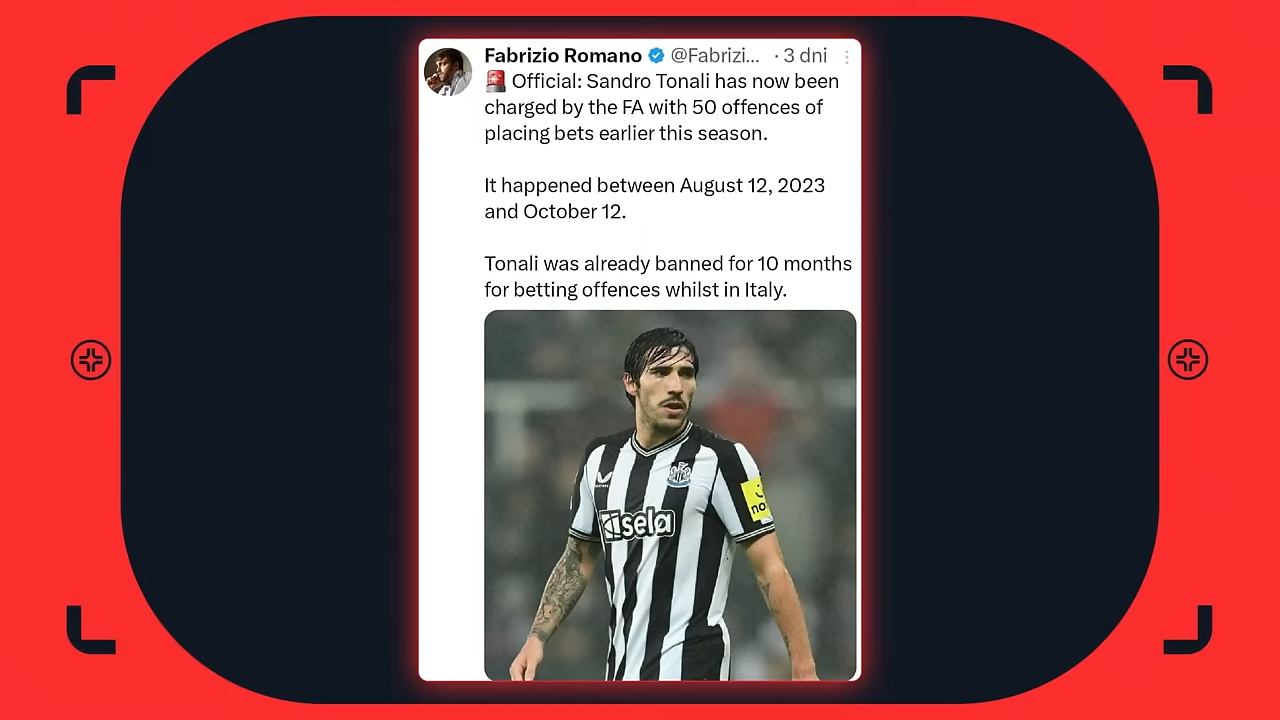 Fabrizio Romano @Fabrizi... · 3 dni
🚨 Official: Sandro Tonali has now been
charged by the FA with 50 offences of
placing bets earlier this season.
It happened between August 12, 2023
and October 12.
Tonali was already banned for 10 months
for betting offences whilst in Italy.
sela